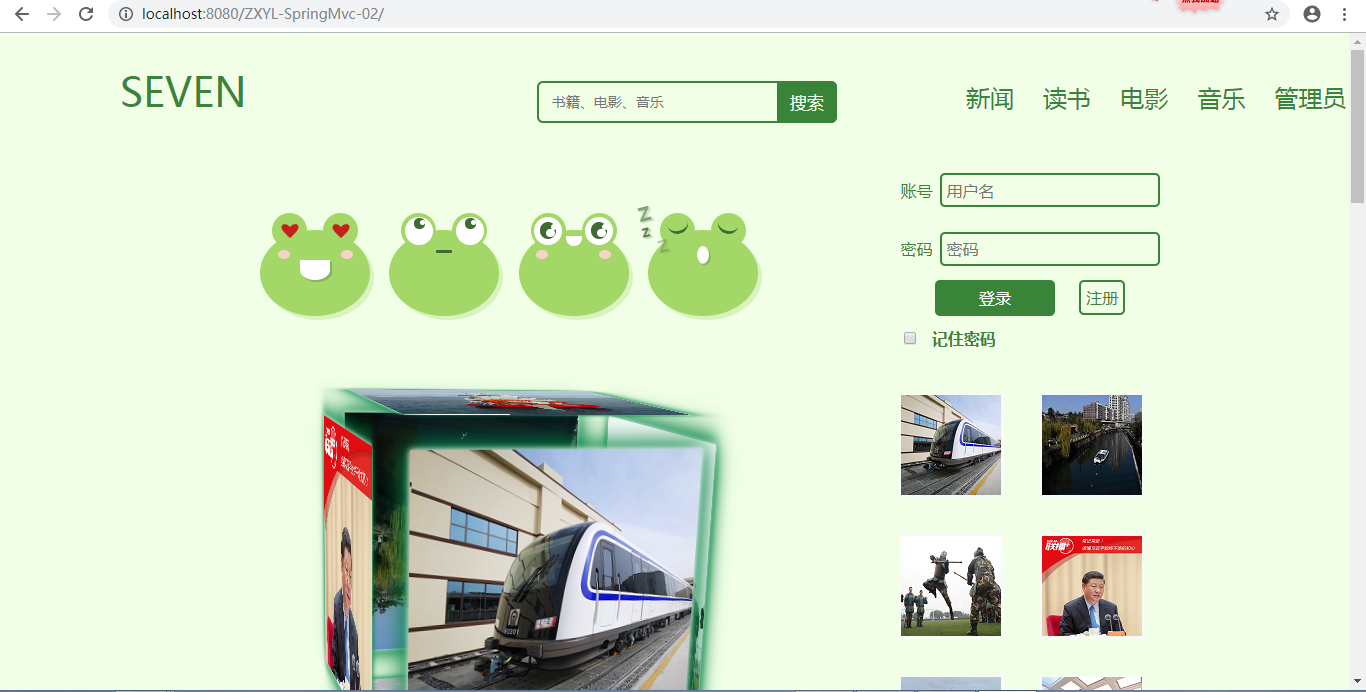 localhost:8080/ZXYL-SpringMvc-02/
SEVEN
书籍、电影、音乐
搜索
新闻 读书 电影 音乐 管理员
账号 用户名
密码 密码
登录 注册
记住密码
Z
Z
Z
联播+